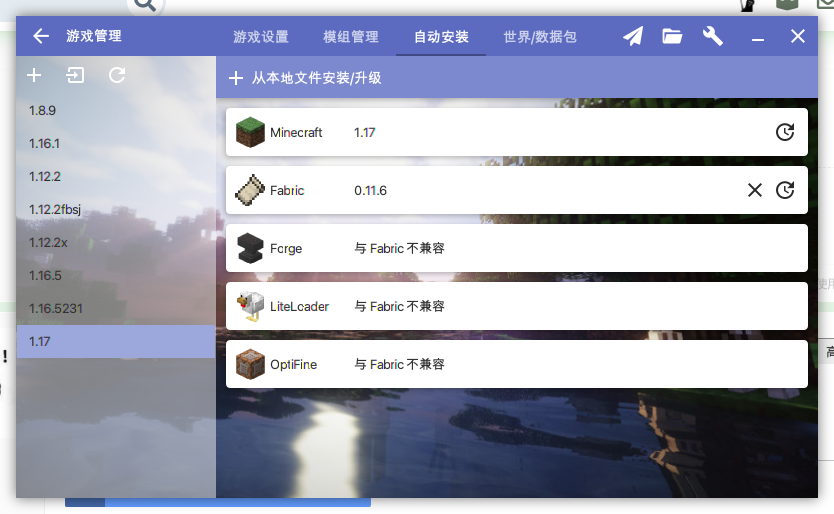 游戏管理
游戏设置 模组管理 自动安装 世界/数据包
从本地文件安装/升级
1.8.9
1.16.1
1.12.2
1.12.2fbsj
1.12.2x
1.16.5
1.16.5231
1.17
Minecraft 1.17
Fabric 0.11.6
Forge 与 Fabric 不兼容
LiteLoader 与 Fabric 不兼容
OptiFine 与 Fabric 不兼容
使用
!
高